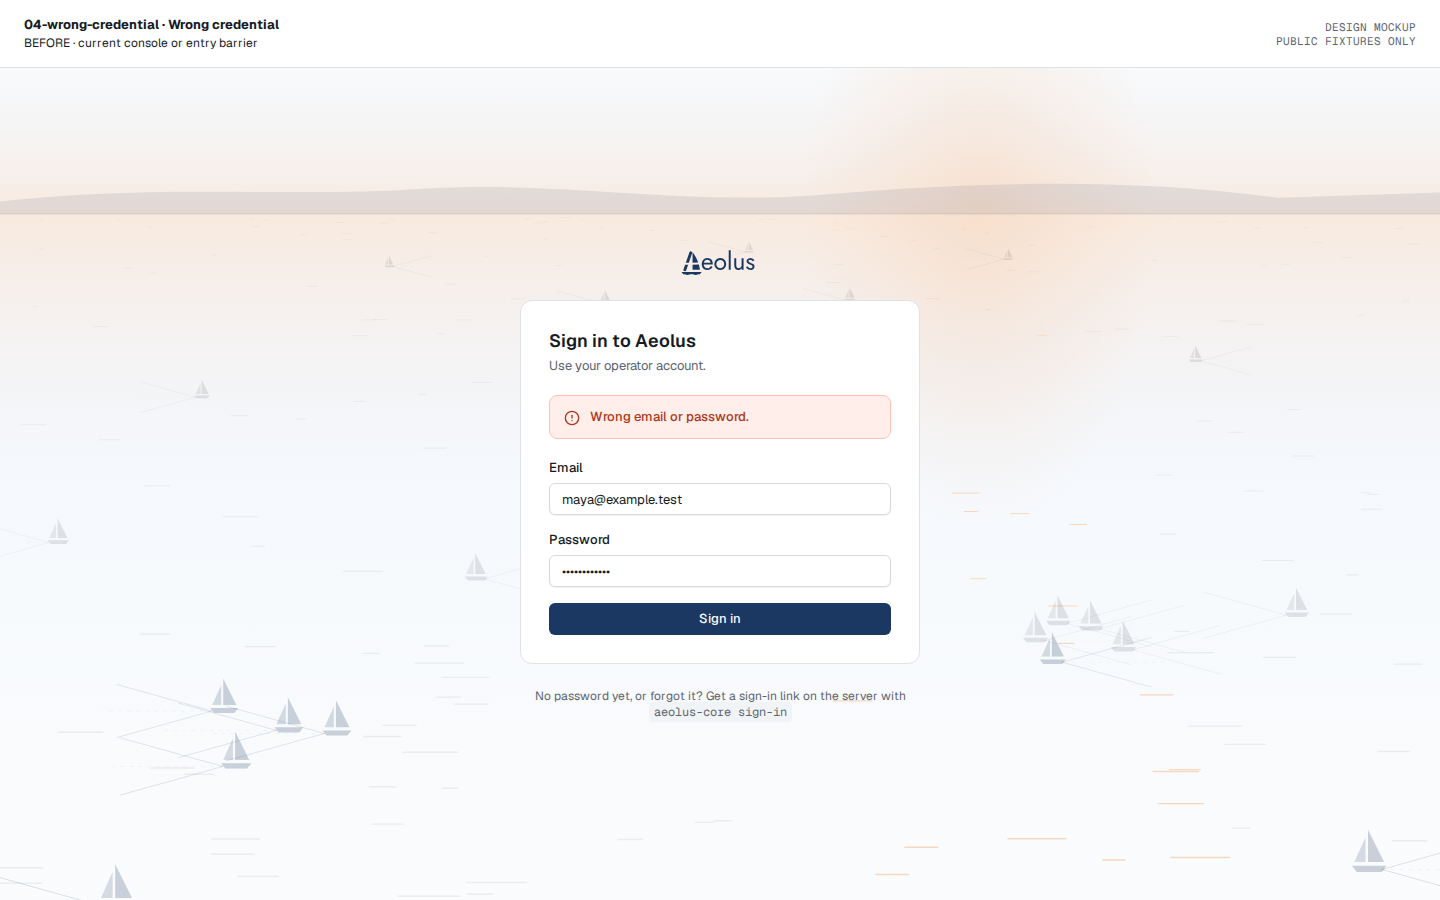 04-wrong-credential · Wrong credential
BEFORE · current console or entry barrier
DESIGN MOCKUP
PUBLIC FIXTURES ONLY
Aeolus
Sign in to Aeolus
Use your operator account.
Wrong email or password.
Email
maya@example.test
Password
••••••••••••
Sign in
No password yet, or forgot it? Get a sign-in link on the server with
aeolus-core sign-in